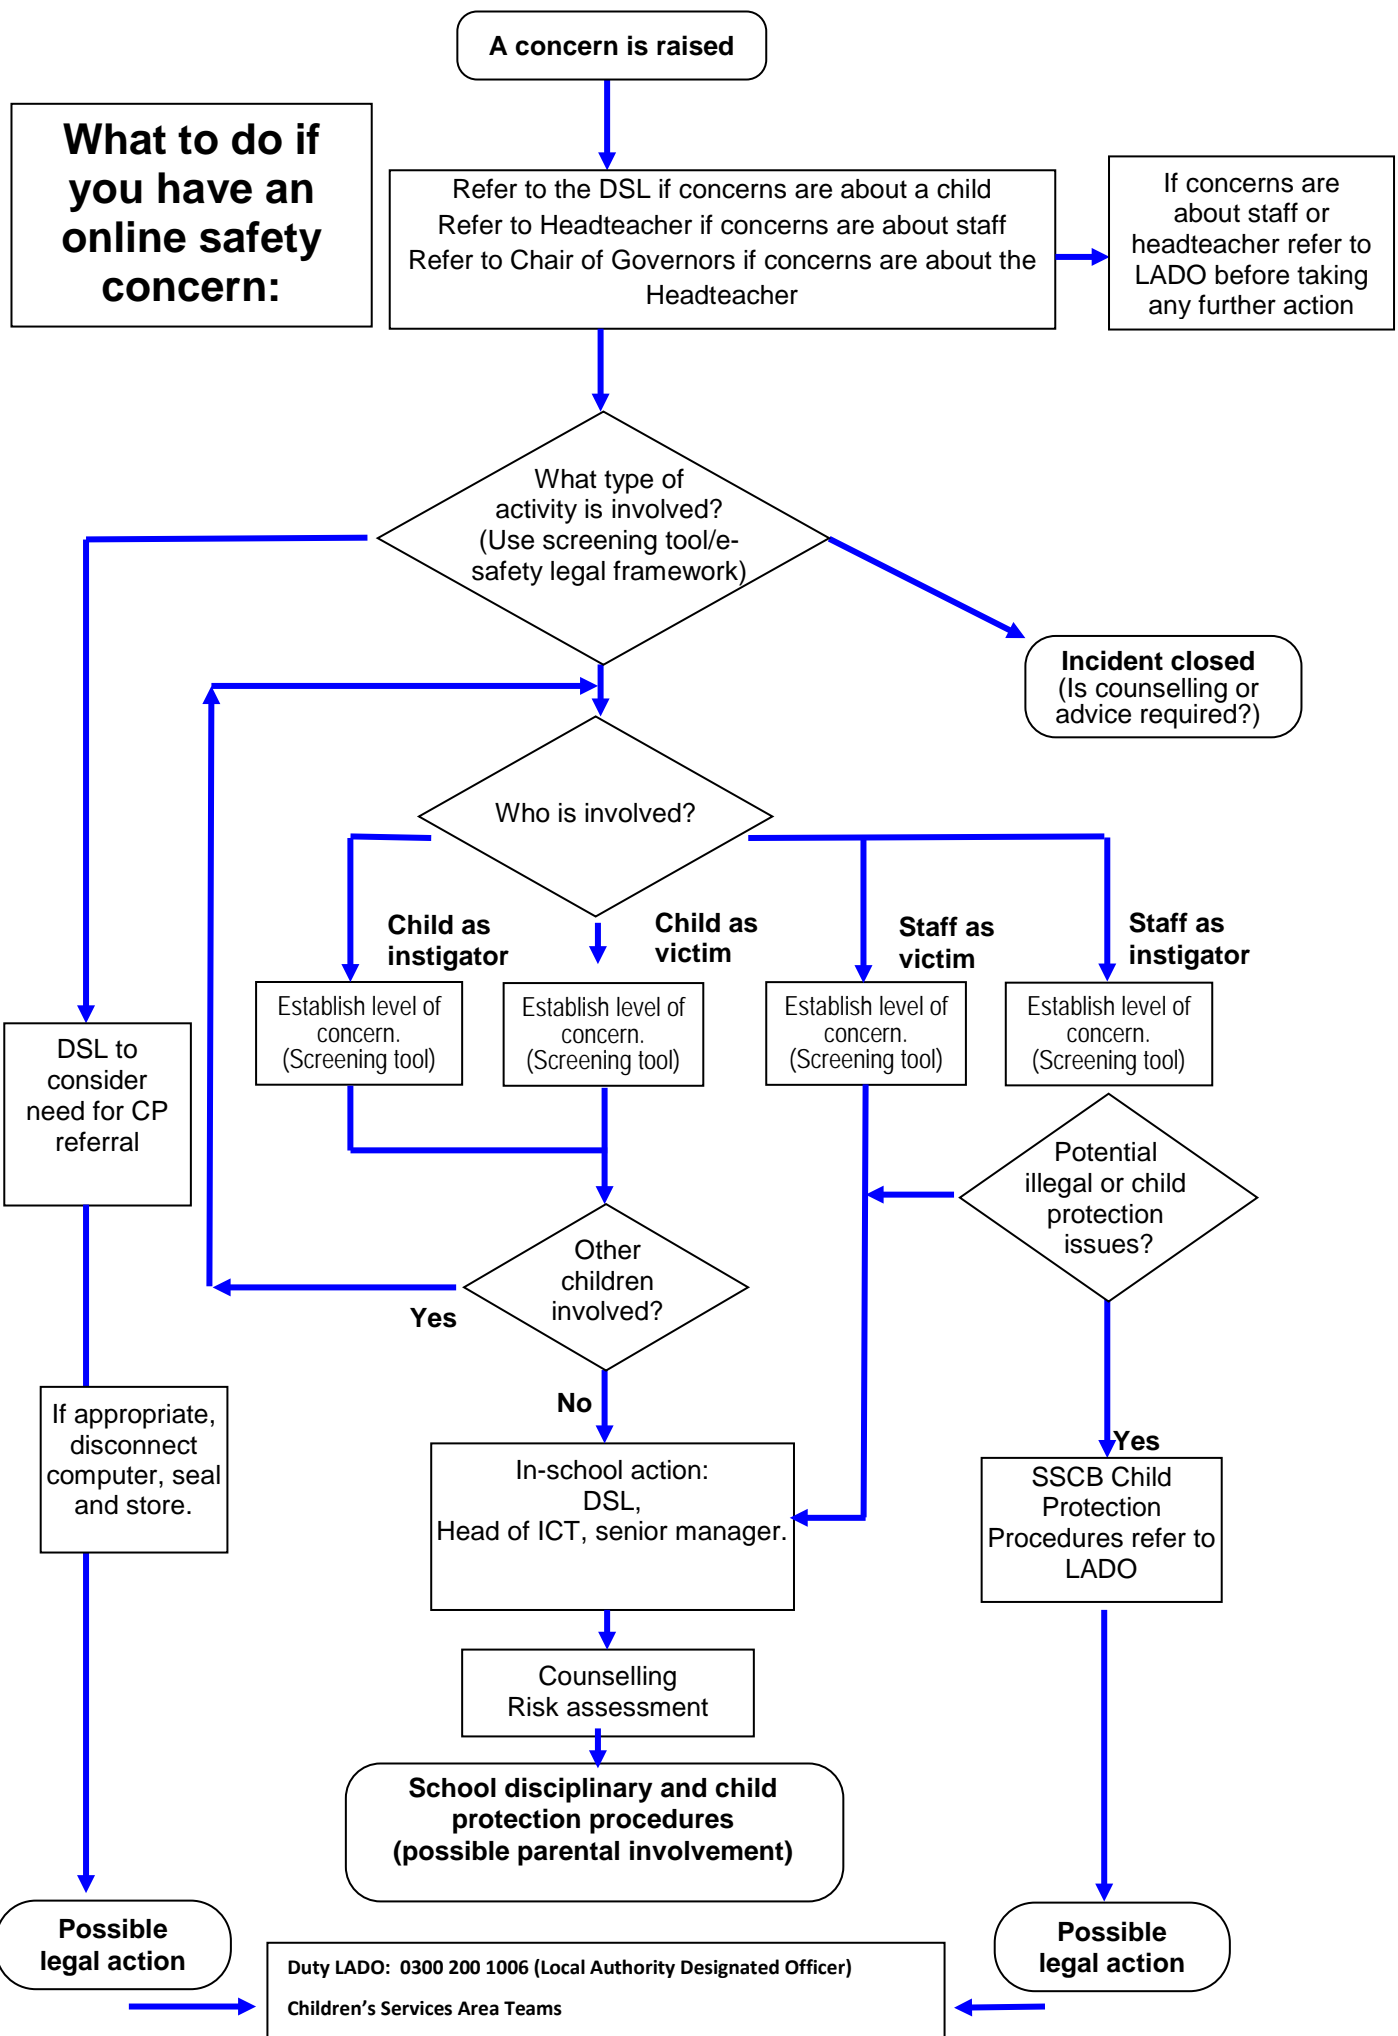 A concern is raised
What to do if
you have an
online safety
concern:
Refer to the DSL if concerns are about a child
Refer to Headteacher if concerns are about staff
Refer to Chair of Governors if concerns are about the
Headteacher
If concerns are
about staff or
headteacher refer to
LADO before taking
any further action
What type of
activity is involved?
(Use screening tool/e-
safety legal framework)
Incident closed
(Is counselling or
advice required?)
Who is involved?
Child as
instigator
Child as
victim
Staff as
victim
Staff as
instigator
Establish level of
concern.
(Screening tool)
Establish level of
concern.
(Screening tool)
Establish level of
concern.
(Screening tool)
Establish level of
concern.
(Screening tool)
DSL to
consider
need for CP
referral
Potential
illegal or child
protection
issues?
Other
children
involved?
Yes
No
If appropriate,
disconnect
computer, seal
and store.
In-school action:
DSL,
Head of ICT, senior manager.
Yes
SSCB Child
Protection
Procedures refer to
LADO
Counselling
Risk assessment
School disciplinary and child
protection procedures
(possible parental involvement)
Possible
legal action
Possible
legal action
Duty LADO: 0300 200 1006 (Local Authority Designated Officer)
Children’s Services Area Teams